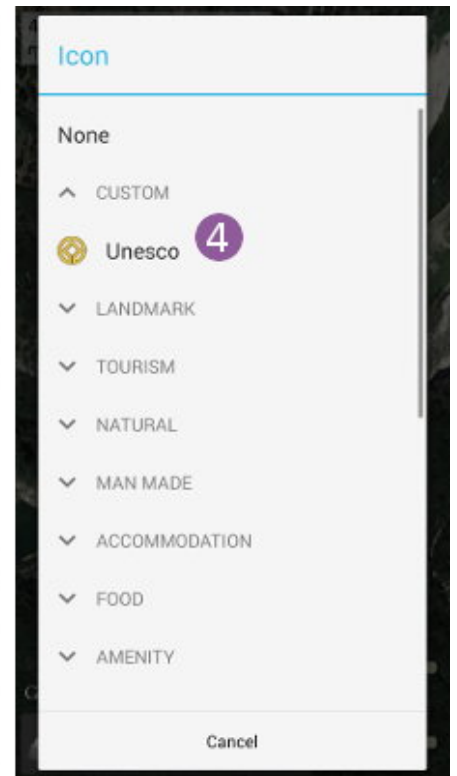 Icon
None
CUSTOM
Unesco 4
LANDMARK
TOURISM
NATURAL
MAN MADE
ACCOMMODATION
FOOD
AMENITY
Cancel